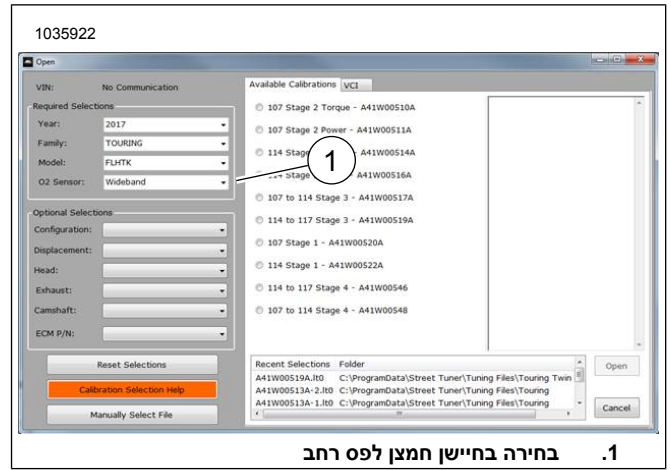 1035922
Open
VIN: No Communication
Required Selections
Year: 2017
Family: TOURING
Model: FLHTK
O2 Sensor: Wideband
Optional Selections
Configuration:
Displacement:
Head:
Exhaust:
Camshaft:
ECM P/N:
Reset Selections
Calibration Selection Help
Manually Select File
Available Calibrations VCI
107 Stage 2 Torque - A41W00510A
107 Stage 2 Power - A41W00511A
114 Stage A41W00514A
Stage A41W00516A
107 to 114 Stage 3 - A41W00517A
114 to 117 Stage 3 - A41W00519A
107 Stage 1 - A41W00520A
114 Stage 1 - A41W00522A
114 to 117 Stage 4 - A41W00546
107 to 114 Stage 4 - A41W00548
1
Recent Selections Folder
A41W00519A.lt0 C:\ProgramData\Street Tuner\Tuning Files\Touring Twin
A41W00513A-2.lt0 C:\ProgramData\Street Tuner\Tuning Files\Touring
A41W00513A-1.lt0 C:\ProgramData\Street Tuner\Tuning Files\Touring
Open
Cancel
1. בחירה בחיישן חמצן לפס רחב